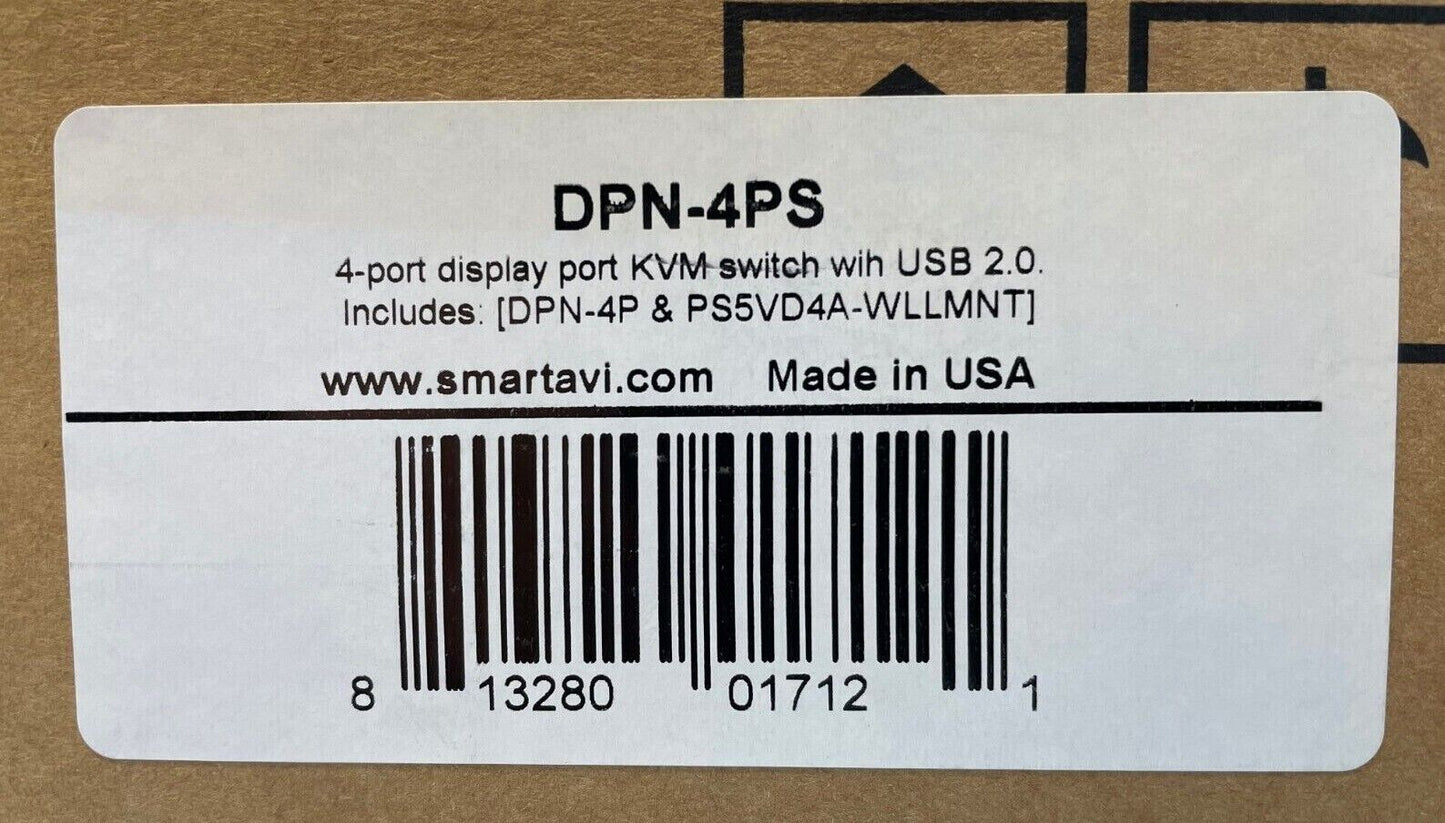 DPN-4PS
4-port display port KVM switch wih USB 2.0.
Includes: [DPN-4P & PS5VD4A-WLLMNT]
www.smartavi.com Made in USA
8 13280 01712 1